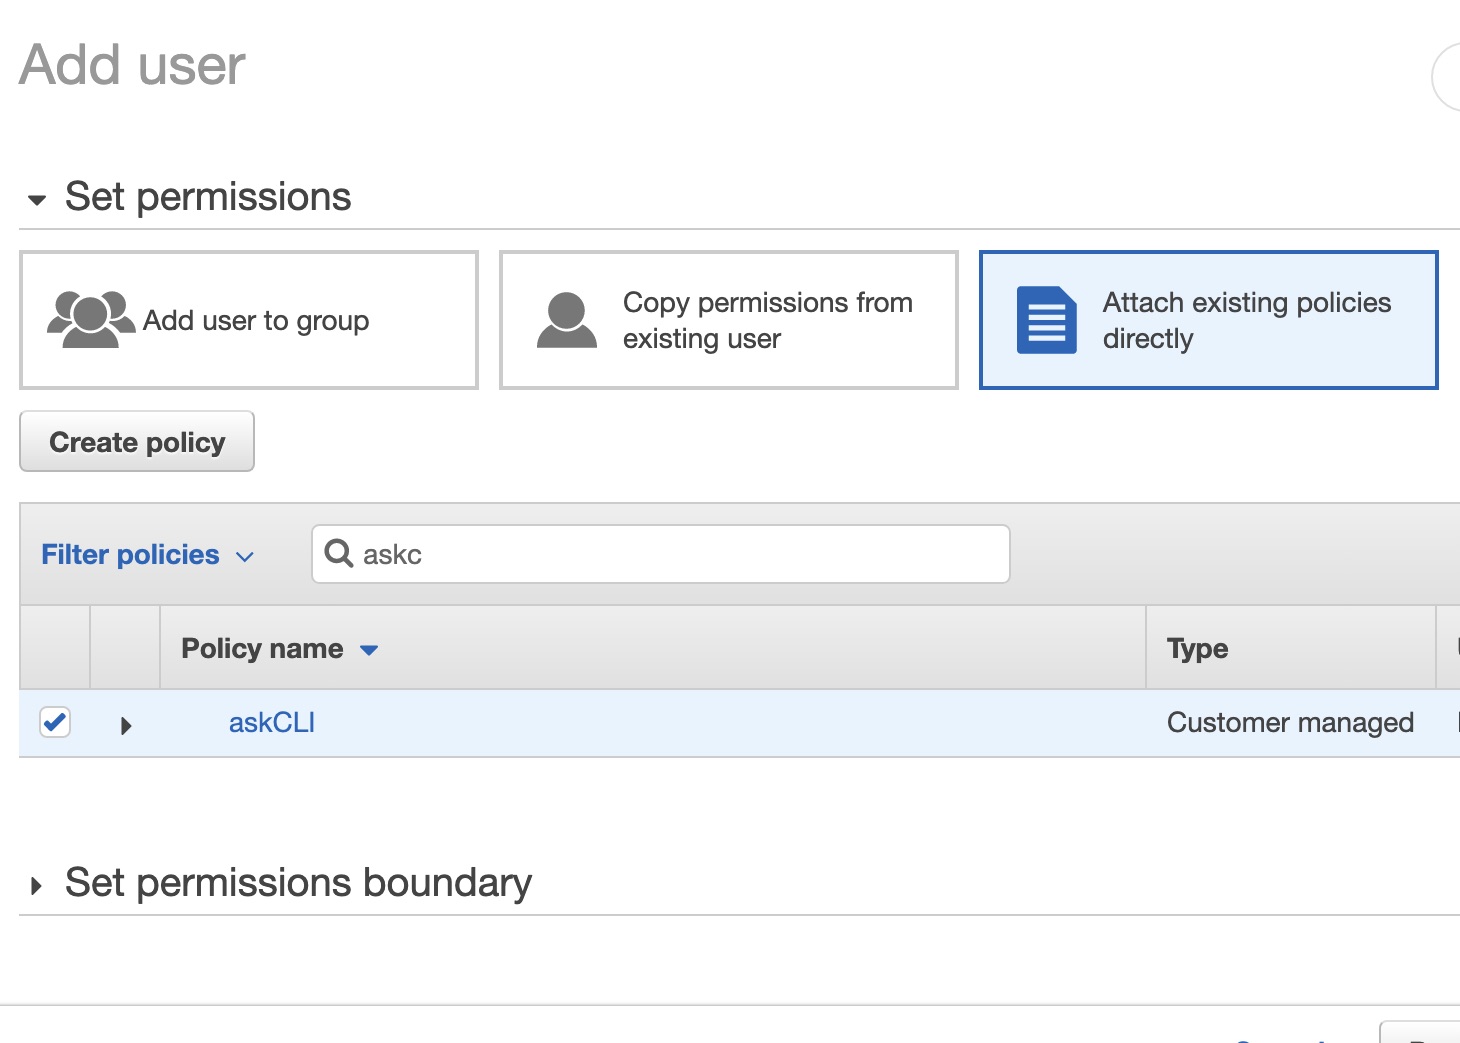 Add user
Set permissions
Add user to group
Copy permissions from
existing user
Attach existing policies
directly
Create policy
Filter policies
askc
Policy name
Type
askCLI
Customer managed
Set permissions boundary